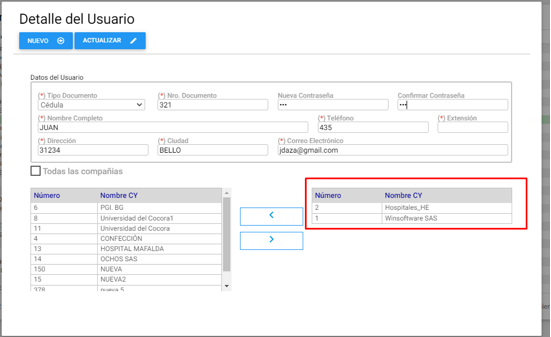 Detalle del Usuario
NUEVO
ACTUALIZAR
Datos del Usuario
(*) Tipo Documento (*) Nro. Documento Nueva Contraseña Confirmar Contraseña
Cédula 321 ••• •••
(*) Nombre Completo (*) Teléfono (*) Extensión
JUAN 435
(*) Dirección (*) Ciudad (*) Correo Electrónico
31234 BELLO jdaza@gmail.com
Todas las compañias
Número Nombre CY
6 PGI. BG
8 Universidad del Cocora1
11 Universidad del Cocora
4 CONFECCIÓN
13 HOSPITAL MAFALDA
14 OCHOS SAS
150 NUEVA
15 NUEVA2
378 nueva 5
<
>
Número Nombre CY
2 Hospitales_HE
1 Winsoftware SAS